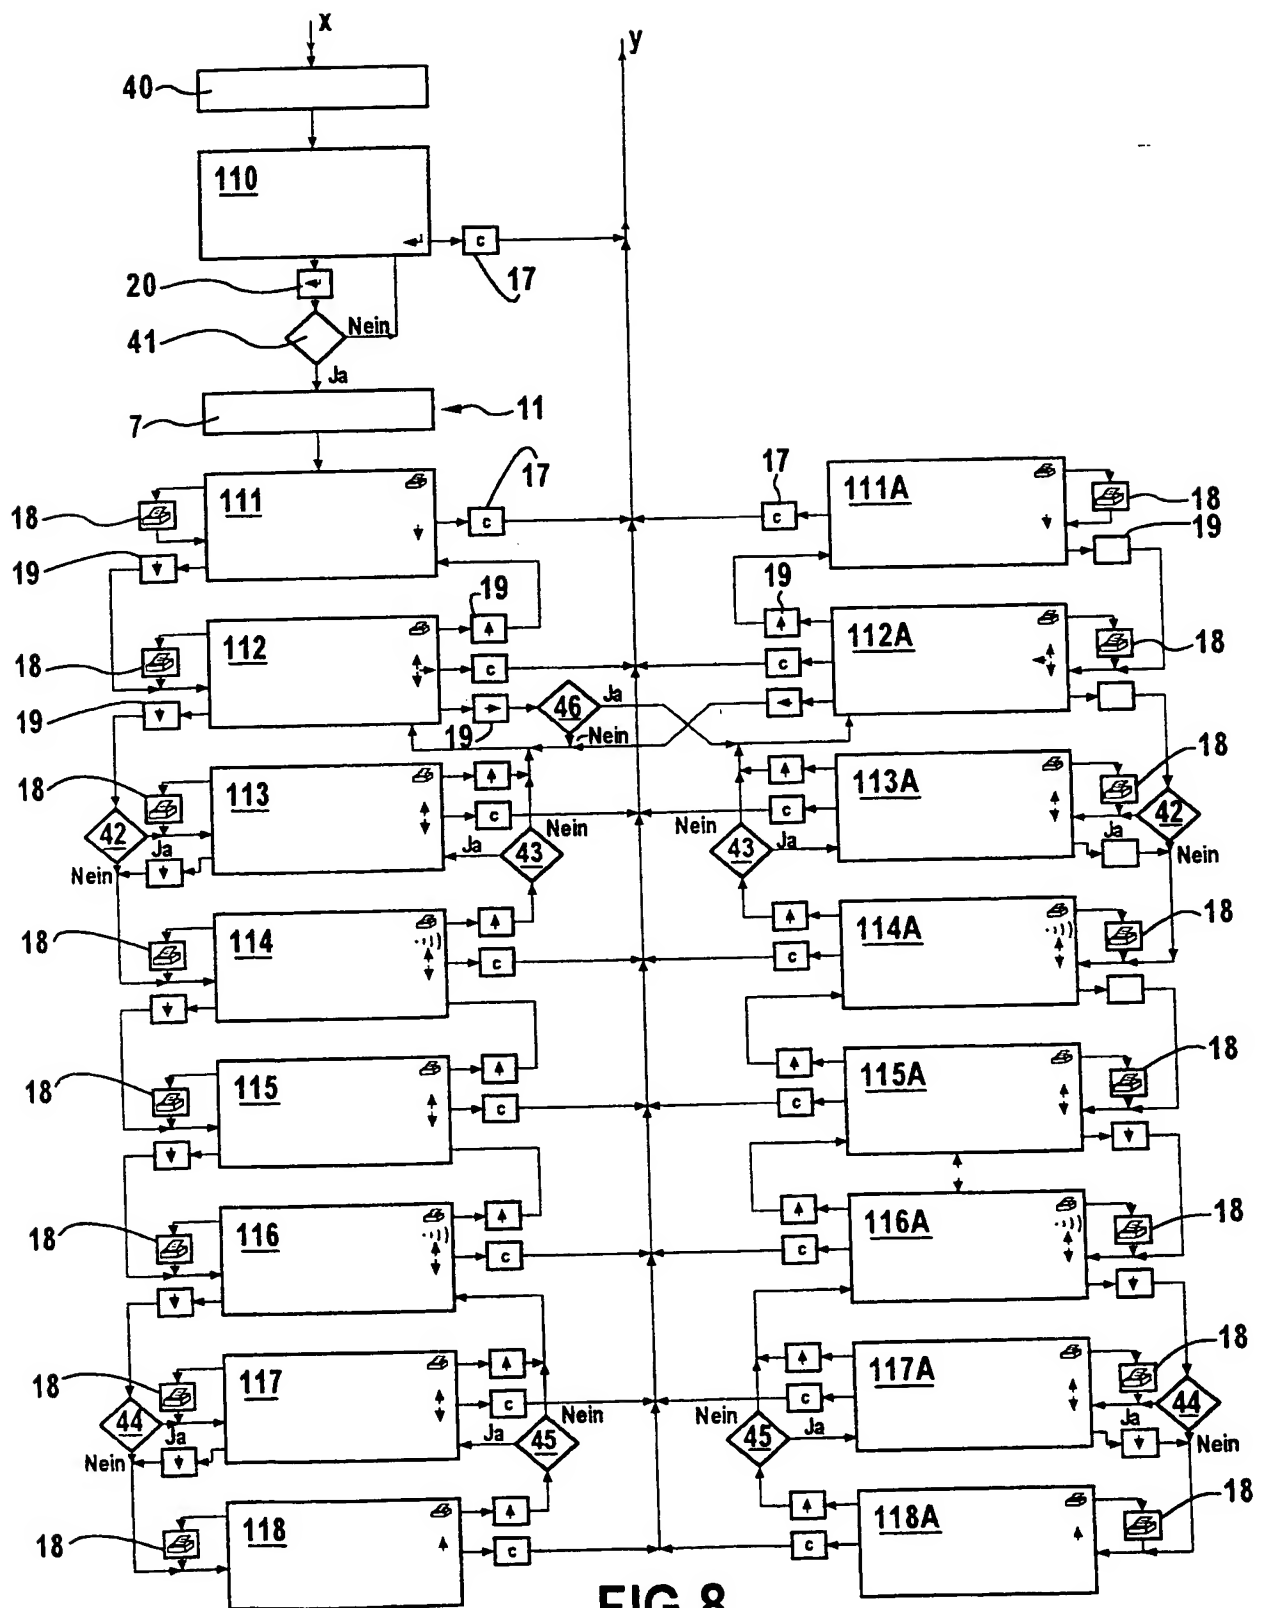 x
y
40
110
c
20
17
41
Nein
Ja
7
11
17
17
111
111A
18
c
c
18
19
19
19
19
112
112A
18
c
c
18
19
46
Ja
19
Nein
18
113
113A
18
c
c
42
Ja
Nein
43
Ja
Nein
Nein
43
Ja
42
Ja
Nein
18
114
114A
18
c
c
18
115
115A
18
c
c
18
116
116A
18
c
c
18
117
117A
18
c
c
44
Ja
Nein
45
Ja
Nein
Nein
45
Ja
44
Ja
Nein
18
118
118A
18
c
c
FIG 8